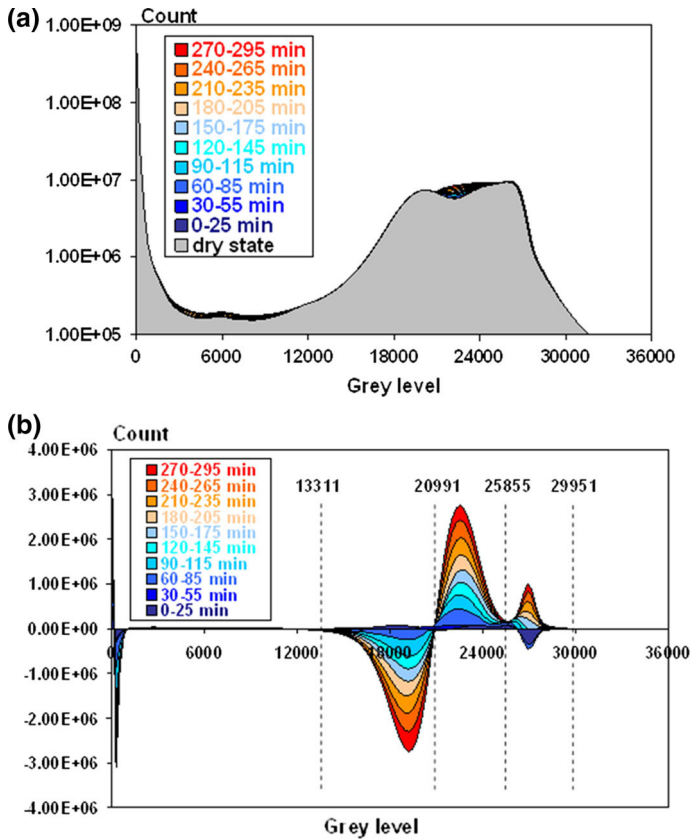 (a)
Count
1.00E+09
1.00E+08
1.00E+07
1.00E+06
1.00E+05
270-295 min
240-265 min
210-235 min
180-205 min
150-175 min
120-145 min
90-115 min
60-85 min
30-55 min
0-25 min
dry state
0 6000 12000 18000 24000 30000 36000
Grey level
(b)
Count
4.00E+06
3.00E+06
2.00E+06
1.00E+06
0.00E+00
-1.00E+06
-2.00E+06
-3.00E+06
-4.00E+06
270-295 min
240-265 min
210-235 min
180-205 min
150-175 min
120-145 min
90-115 min
60-85 min
30-55 min
0-25 min
13311 20991 25855 29951
0 6000 12000 18000 24000 30000 36000
Grey level